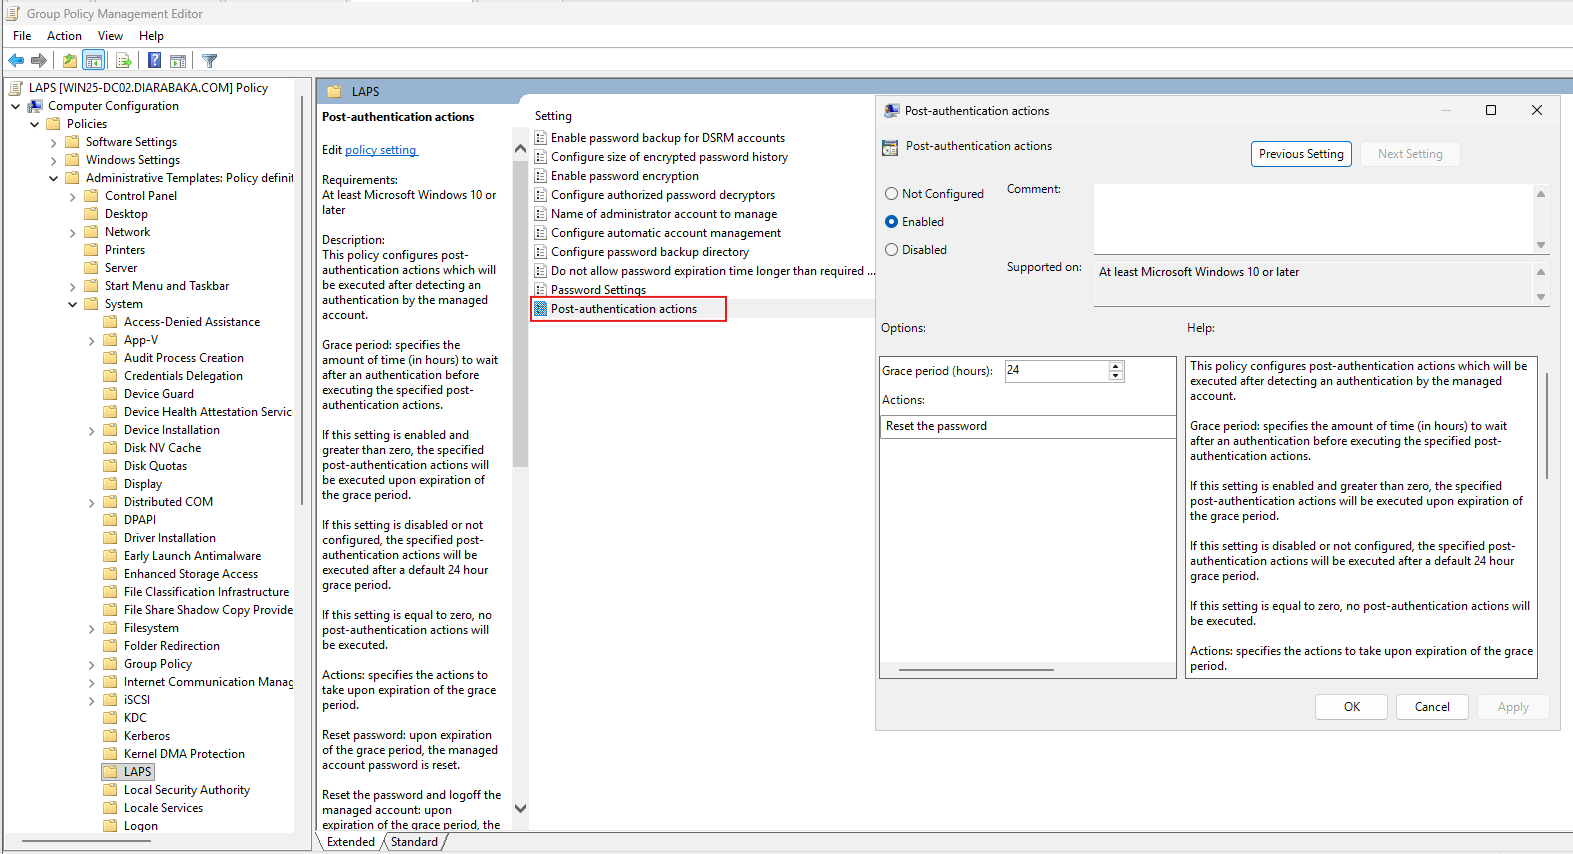 Group Policy Management Editor
File Action View Help
LAPS [WIN25-DC02.DIARABAKA.COM] Policy
Computer Configuration
Policies
Software Settings
Windows Settings
Administrative Templates: Policy definit
Control Panel
Desktop
Network
Printers
Server
Start Menu and Taskbar
System
Access-Denied Assistance
App-V
Audit Process Creation
Credentials Delegation
Device Guard
Device Health Attestation Servic
Device Installation
Disk NV Cache
Disk Quotas
Display
Distributed COM
DPAPI
Driver Installation
Early Launch Antimalware
Enhanced Storage Access
File Classification Infrastructure
File Share Shadow Copy Provide
Filesystem
Folder Redirection
Group Policy
Internet Communication Manag
iSCSI
KDC
Kerberos
Kernel DMA Protection
LAPS
Local Security Authority
Locale Services
Logon
LAPS
Post-authentication actions
Edit policy setting
Requirements:
At least Microsoft Windows 10 or
later
Description:
This policy configures post-
authentication actions which will
be executed after detecting an
authentication by the managed
account.
Grace period: specifies the
amount of time (in hours) to wait
after an authentication before
executing the specified post-
authentication actions.
If this setting is enabled and
greater than zero, the specified
post-authentication actions will
be executed upon expiration of
the grace period.
If this setting is disabled or not
configured, the specified post-
authentication actions will be
executed after a default 24 hour
grace period.
If this setting is equal to zero, no
post-authentication actions will
be executed.
Actions: specifies the actions to
take upon expiration of the grace
period.
Reset password: upon expiration
of the grace period, the managed
account password is reset.
Reset the password and logoff the
managed account: upon
expiration of the grace period, the
Extended Standard
Setting
Enable password backup for DSRM accounts
Configure size of encrypted password history
Enable password encryption
Configure authorized password decryptors
Name of administrator account to manage
Configure automatic account management
Configure password backup directory
Do not allow password expiration time longer than required ...
Password Settings
Post-authentication actions
Post-authentication actions
Post-authentication actions
Previous Setting Next Setting
Not Configured
Enabled
Disabled
Comment:
Supported on: At least Microsoft Windows 10 or later
Options:
Grace period (hours): 24
Actions:
Reset the password
Help:
This policy configures post-authentication actions which will be
executed after detecting an authentication by the managed
account.
Grace period: specifies the amount of time (in hours) to wait
after an authentication before executing the specified post-
authentication actions.
If this setting is enabled and greater than zero, the specified
post-authentication actions will be executed upon expiration of
the grace period.
If this setting is disabled or not configured, the specified post-
authentication actions will be executed after a default 24 hour
grace period.
If this setting is equal to zero, no post-authentication actions will
be executed.
Actions: specifies the actions to take upon expiration of the grace
period.
OK Cancel Apply